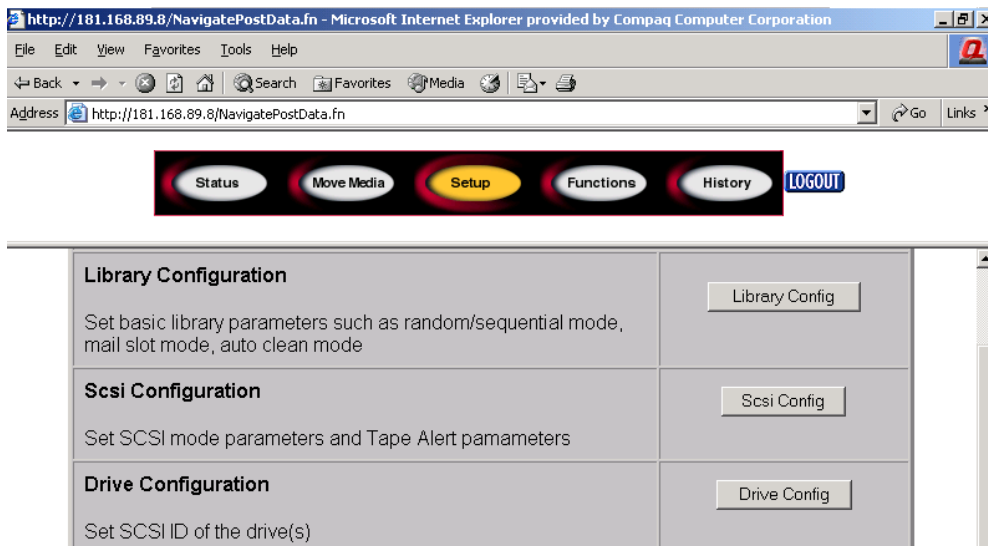 http://181.168.89.8/NavigatePostData.fn - Microsoft Internet Explorer provided by Compaq Computer Corporation
File Edit View Favorites Tools Help
Back Search Favorites Media
Address http://181.168.89.8/NavigatePostData.fn Go Links
Status Move Media Setup Functions History LOGOUT
Library Configuration
Library Config
Set basic library parameters such as random/sequential mode,
mail slot mode, auto clean mode
Scsi Configuration
Scsi Config
Set SCSI mode parameters and Tape Alert pamameters
Drive Configuration
Drive Config
Set SCSI ID of the drive(s)